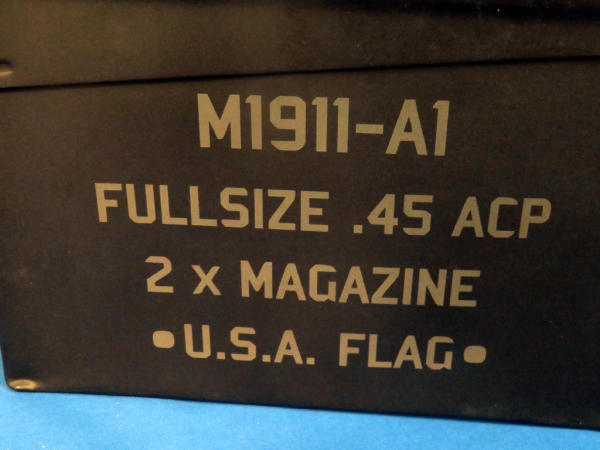 M1911-A1
FULLSIZE .45 ACP
2 x MAGAZINE
•U.S.A. FLAG•